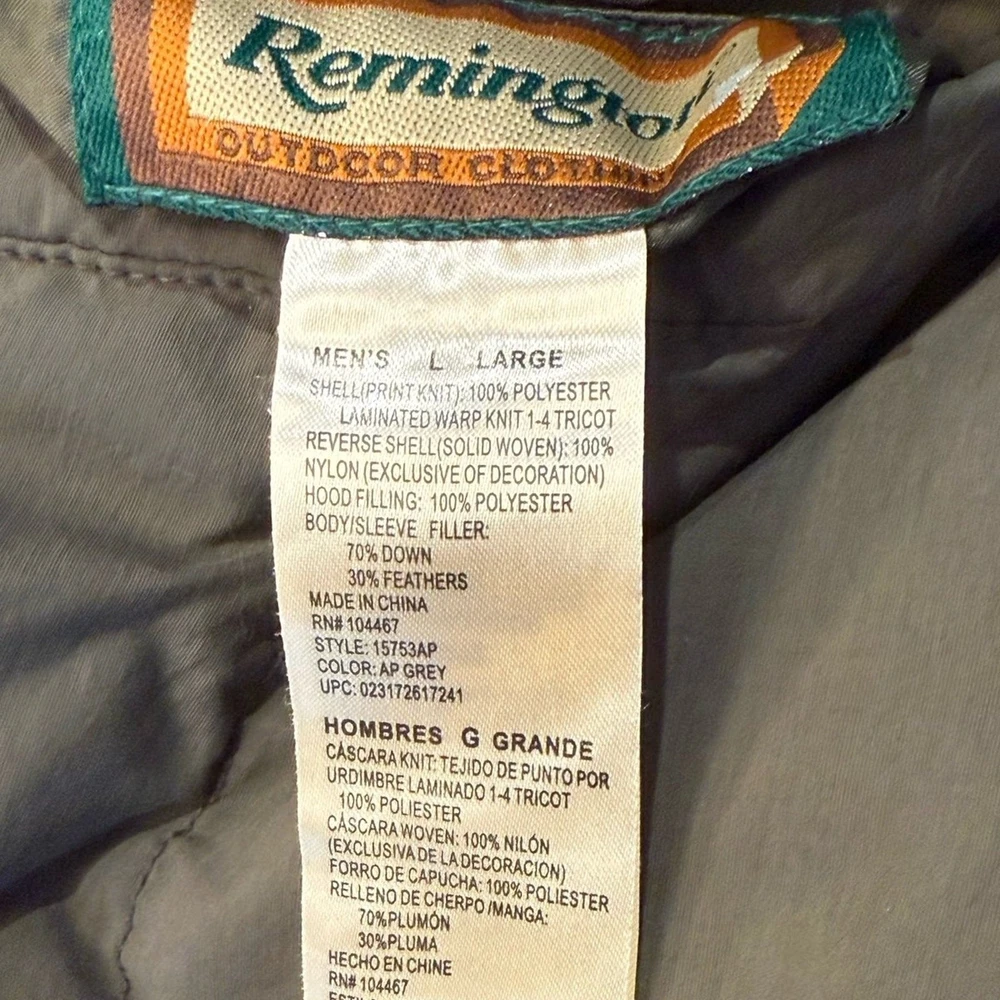 Remington
OUTDOOR CLOTHING
MEN'S L LARGE
SHELL(PRINT KNIT): 100% POLYESTER
LAMINATED WARP KNIT 1-4 TRICOT
REVERSE SHELL(SOLID WOVEN): 100%
NYLON (EXCLUSIVE OF DECORATION)
HOOD FILLING: 100% POLYESTER
BODY/SLEEVE FILLER:
70% DOWN
30% FEATHERS
MADE IN CHINA
RN# 104467
STYLE: 15753AP
COLOR: AP GREY
UPC: 023172617241
HOMBRES G GRANDE
CÁSCARA KNIT: TEJIDO DE PUNTO POR
URDIMBRE LAMINADO 1-4 TRICOT
100% POLIESTER
CÁSCARA WOVEN: 100% NILÓN
(EXCLUSIVA DE LA DECORACIÓN)
FORRO DE CAPUCHA: 100% POLIESTER
RELLENO DE CHERPO /MANGA:
70%PLUMÓN
30%PLUMA
HECHO EN CHINE
RN# 104467